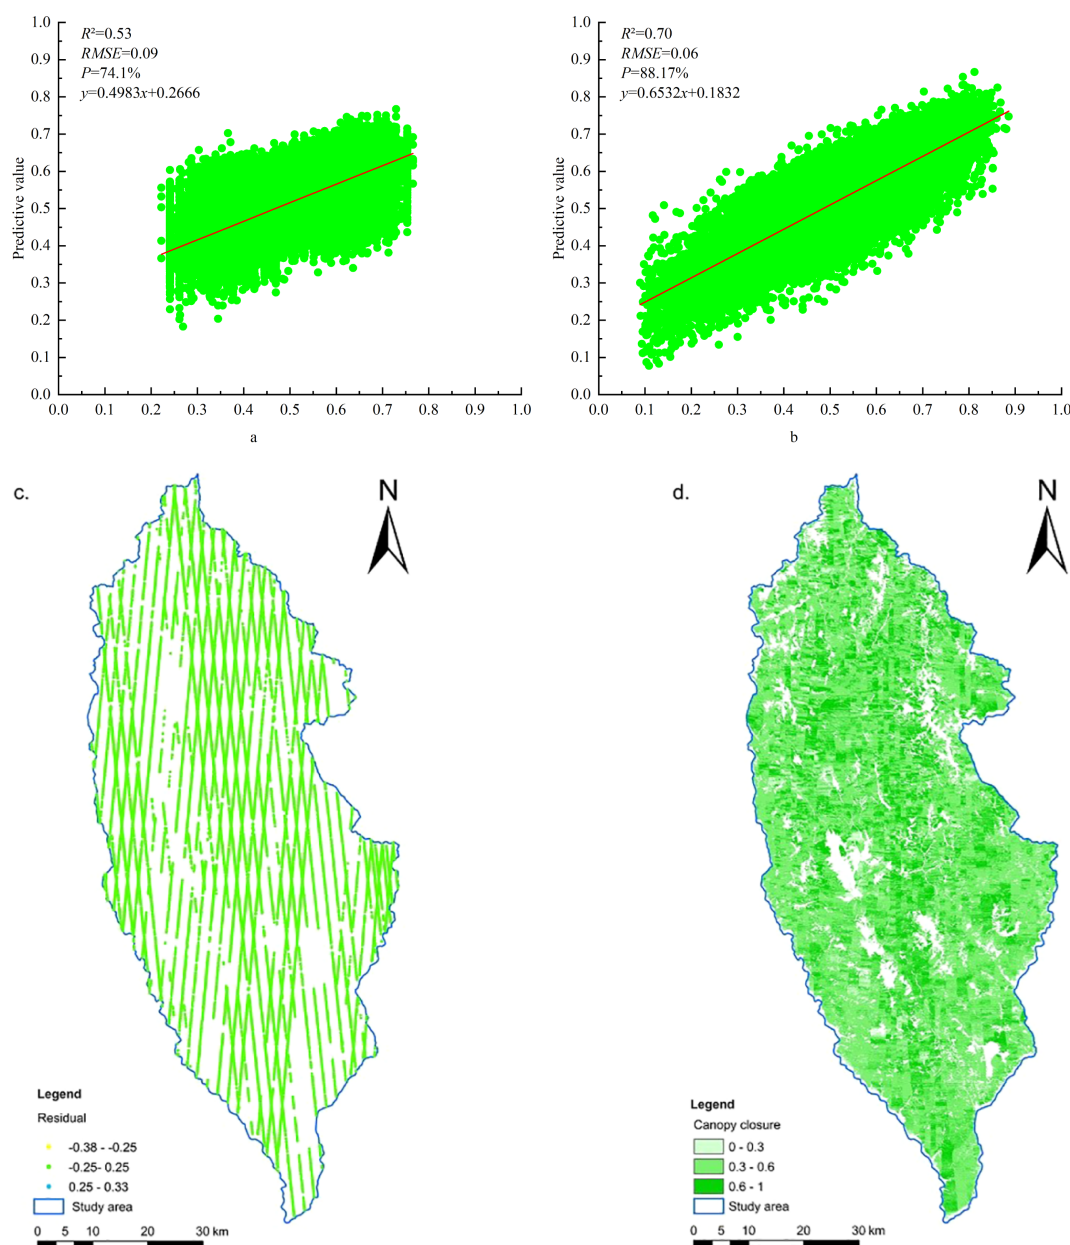 1.0
0.9
0.8
0.7
0.6
0.5
0.4
0.3
0.2
0.1
0.0
Predictive value
R²=0.53
RMSE=0.09
P=74.1%
y=0.4983x+0.2666
0.0 0.1 0.2 0.3 0.4 0.5 0.6 0.7 0.8 0.9 1.0
a
1.0
0.9
0.8
0.7
0.6
0.5
0.4
0.3
0.2
0.1
0.0
Predictive value
R²=0.70
RMSE=0.06
P=88.17%
y=0.6532x+0.1832
0.0 0.1 0.2 0.3 0.4 0.5 0.6 0.7 0.8 0.9 1.0
b
c.
N
Legend
Residual
-0.38 - -0.25
-0.25- 0.25
0.25 - 0.33
Study area
0 5 10 20 30 km
d.
N
Legend
Canopy closure
0 - 0.3
0.3 - 0.6
0.6 - 1
Study area
0 5 10 20 30 km